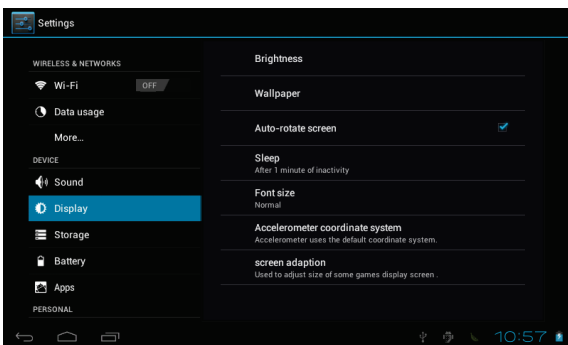 Settings
WIRELESS & NETWORKS
Wi-Fi OFF
Data usage
More...
DEVICE
Sound
Display
Storage
Battery
Apps
PERSONAL
Brightness
Wallpaper
Auto-rotate screen
Sleep
After 1 minute of inactivity
Font size
Normal
Accelerometer coordinate system
Accelerometer uses the default coordinate system.
screen adaption
Used to adjust size of some games display screen .
10:57